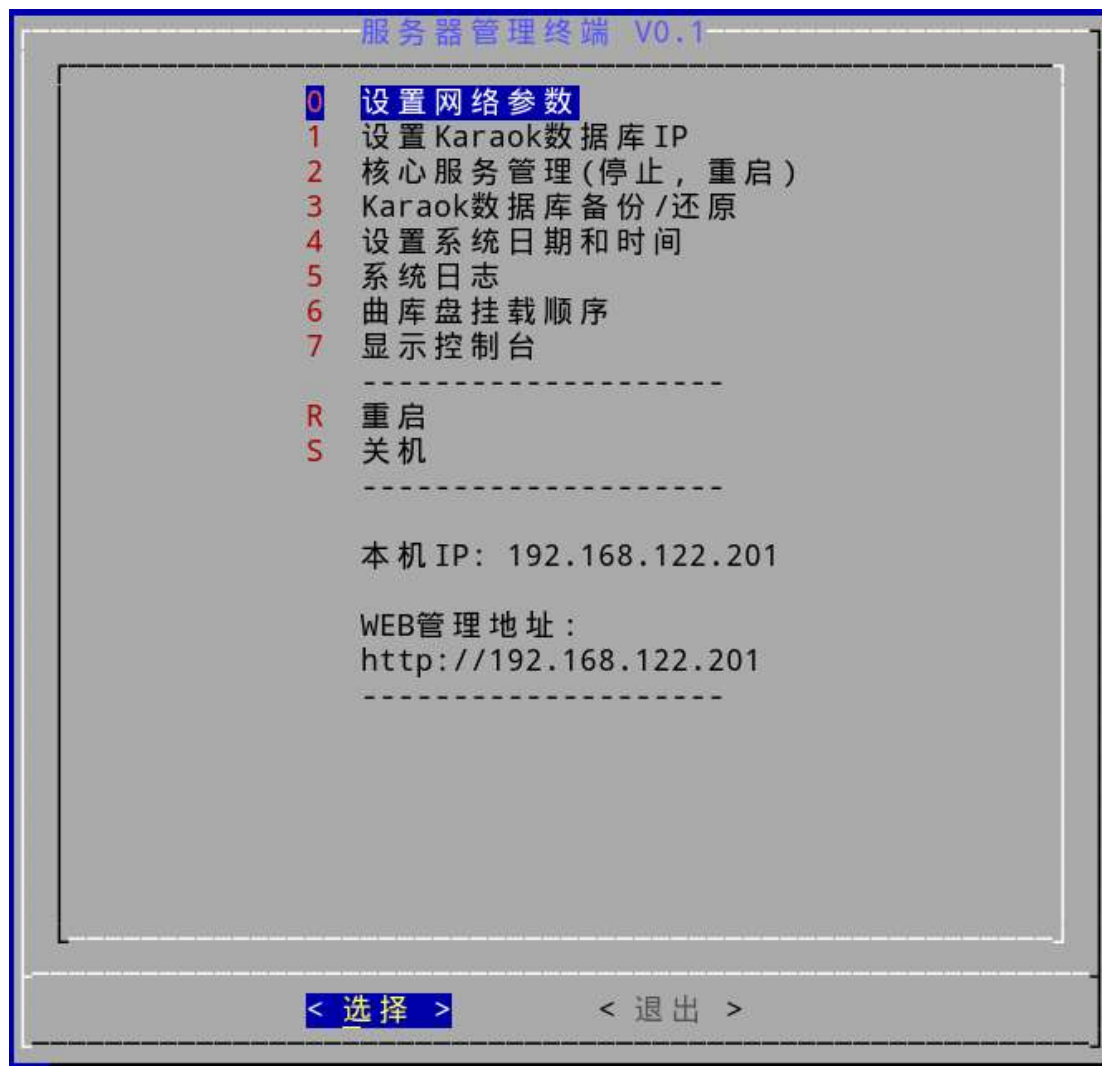 服务器管理终端 V0.1
0 设置网络参数
1 设置Karaok数据库IP
2 核心服务管理(停止, 重启)
3 Karaok数据库备份/还原
4 设置系统日期和时间
5 系统日志
6 曲库盘挂载顺序
7 显示控制台
--------------------
R 重启
S 关机
--------------------
本机IP: 192.168.122.201
WEB管理地址:
http://192.168.122.201
--------------------
< 选择 > < 退出 >